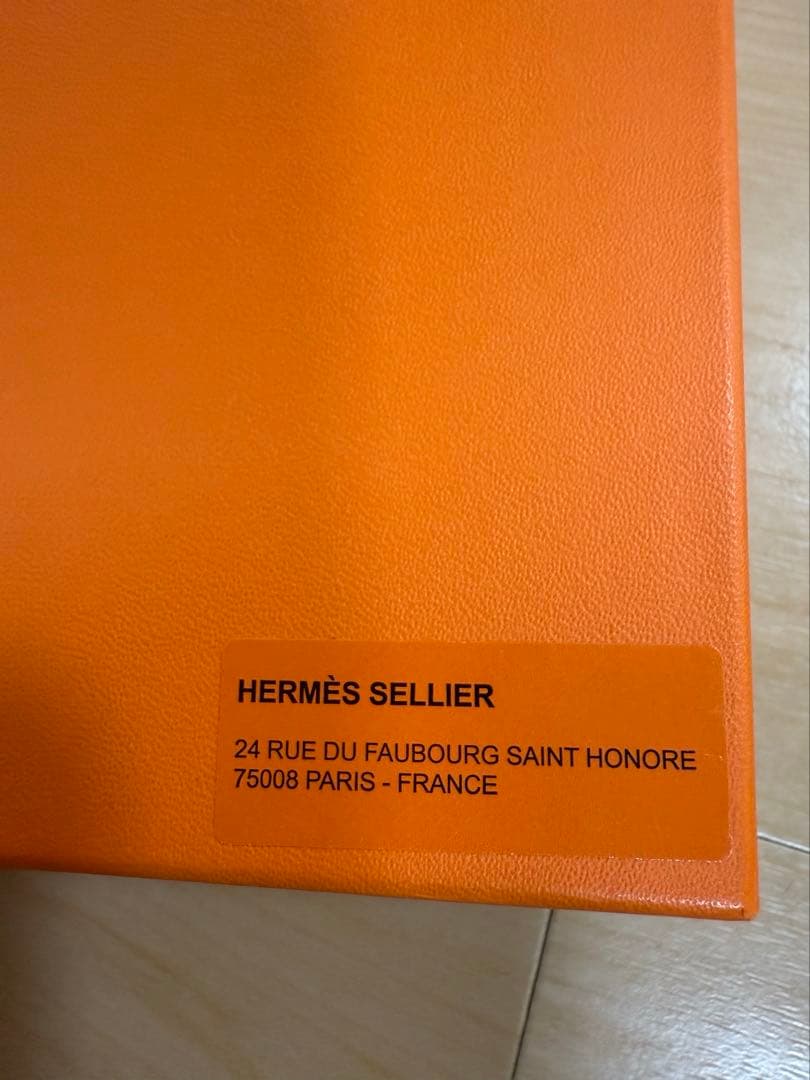 HERMÈS SELLIER
24 RUE DU FAUBOURG SAINT HONORE
75008 PARIS - FRANCE